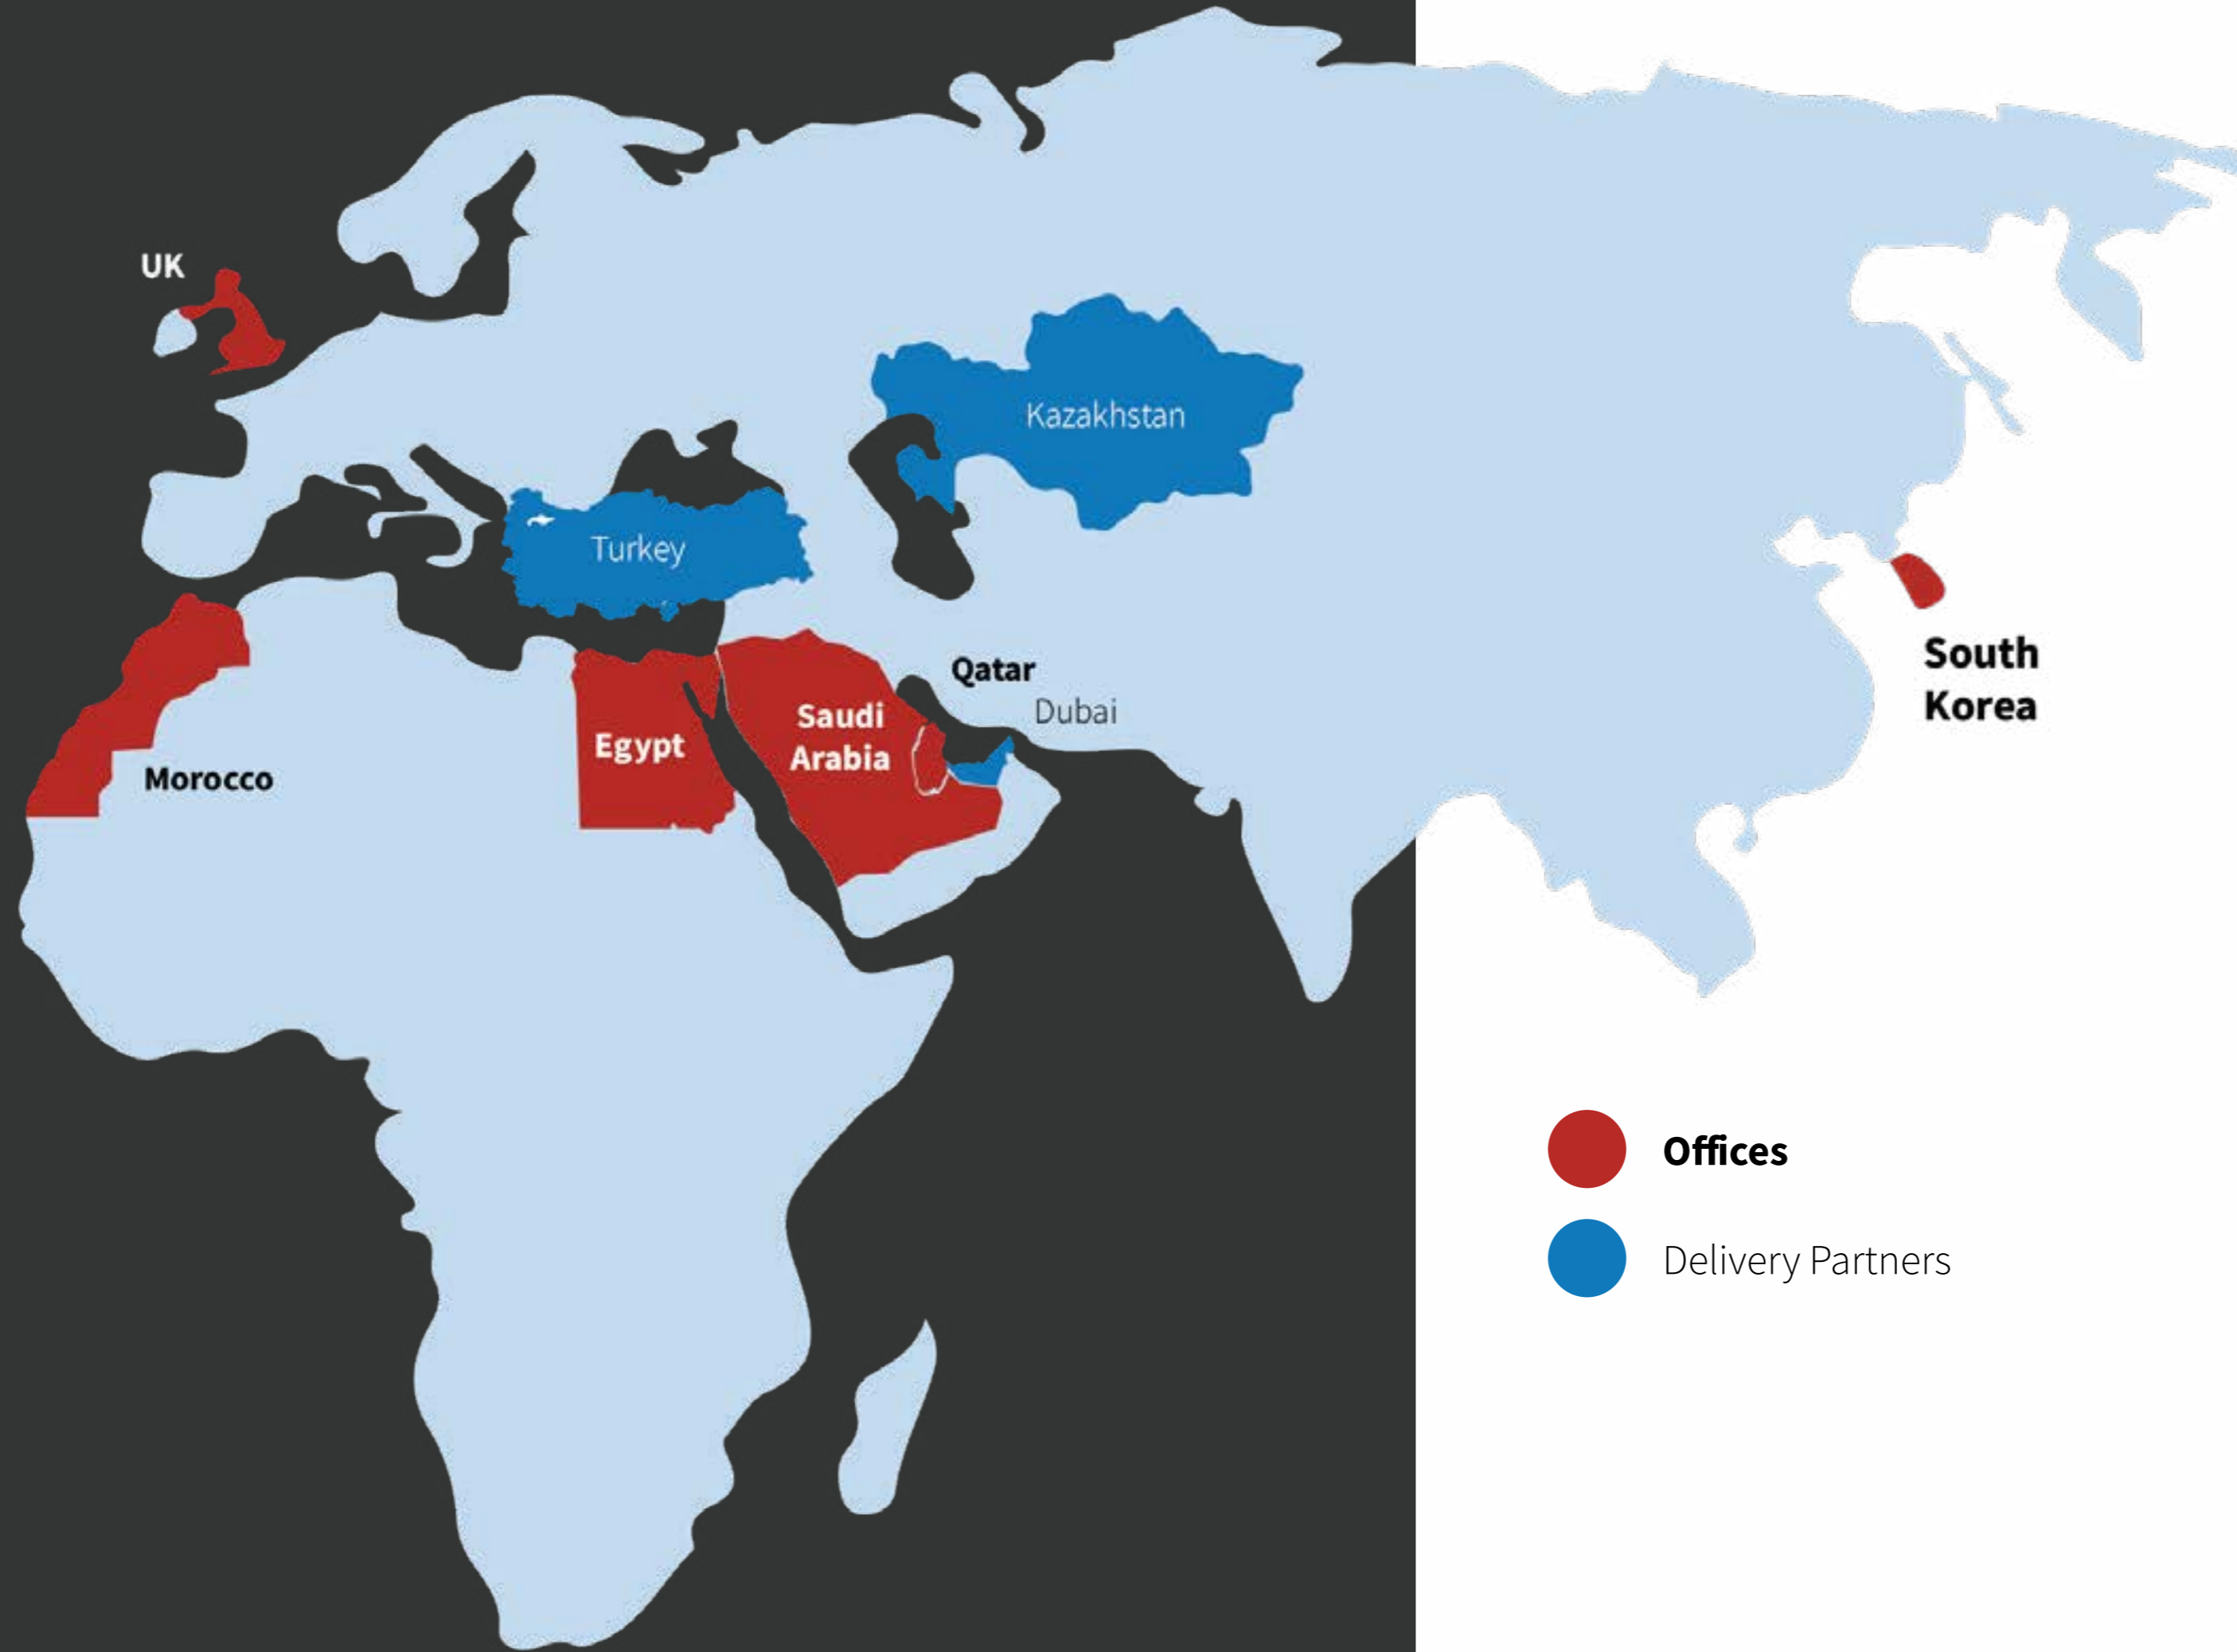 UK
Kazakhstan
Turkey
South
Korea
Qatar
Dubai
Saudi
Arabia
Egypt
Morocco
Offices
Delivery Partners